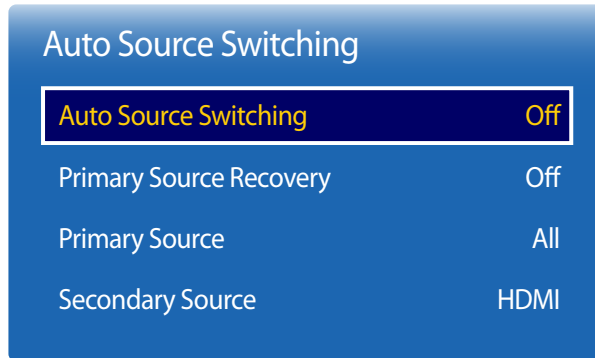 Auto Source Switching
Auto Source Switching Off
Primary Source Recovery Off
Primary Source All
Secondary Source HDMI